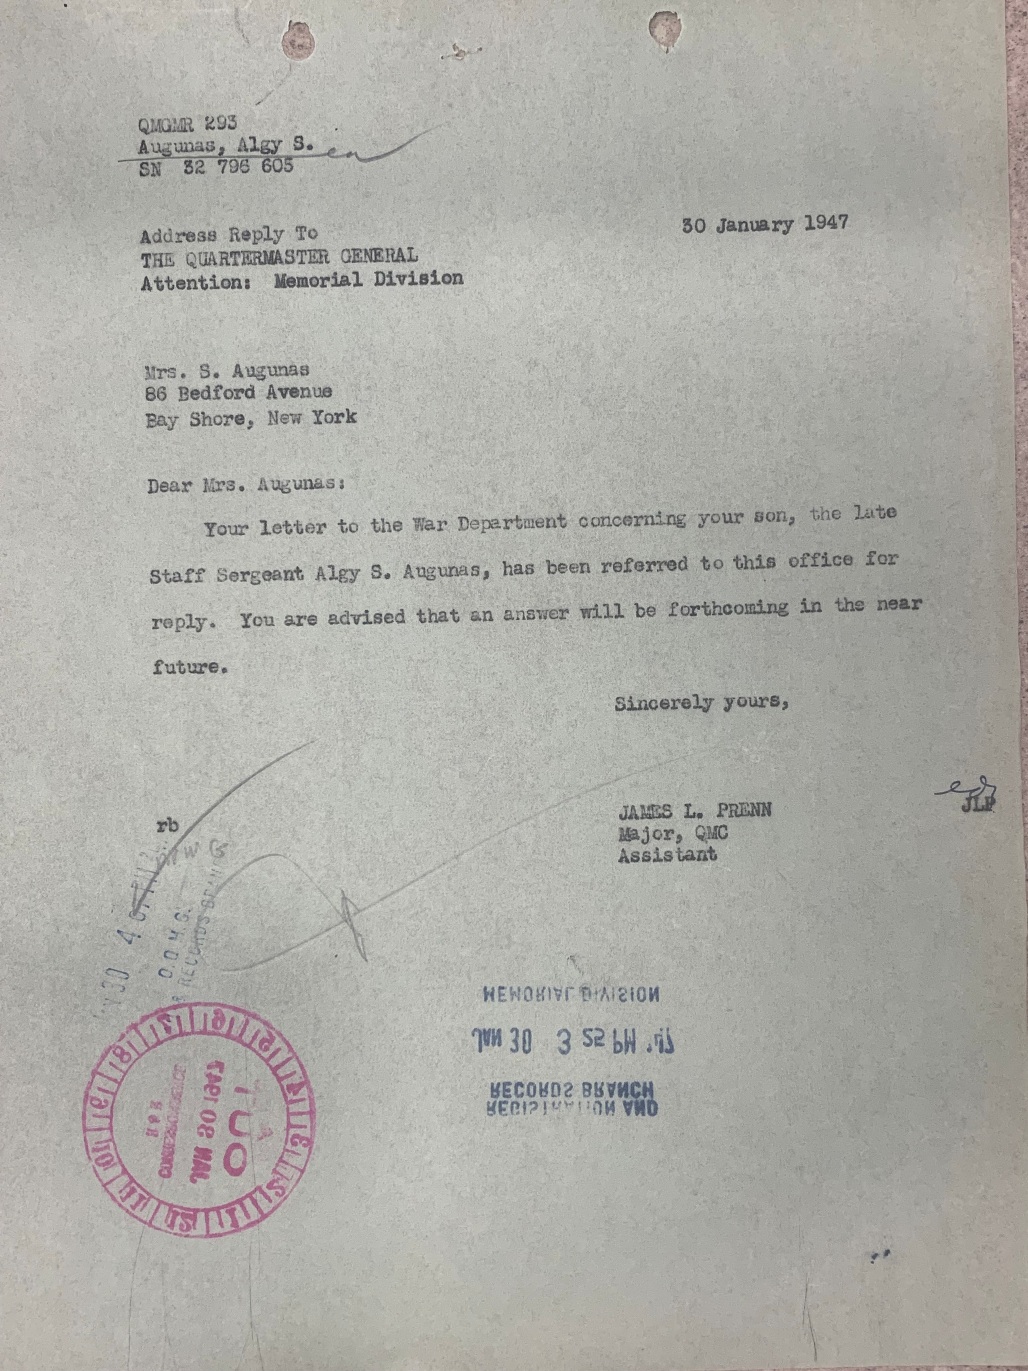 QMGMR 293
Augunas, Algy S.
SN 32 796 605
30 January 1947
Address Reply To
THE QUARTERMASTER GENERAL
Attention: Memorial Division
Mrs. S. Augunas
86 Bedford Avenue
Bay Shore, New York
Dear Mrs. Augunas:
Your letter to the War Department concerning your son, the late
Staff Sergeant Algy S. Augunas, has been referred to this office for
reply. You are advised that an answer will be forthcoming in the near
future.
Sincerely yours,
JLP
rb
JAMES L. PRENN
Major, QMC
Assistant
REGISTRATION AND
RECORDS BRANCH
JAN 30 3 25 PM '47
MEMORIAL DIVISION
JAN 30 1947